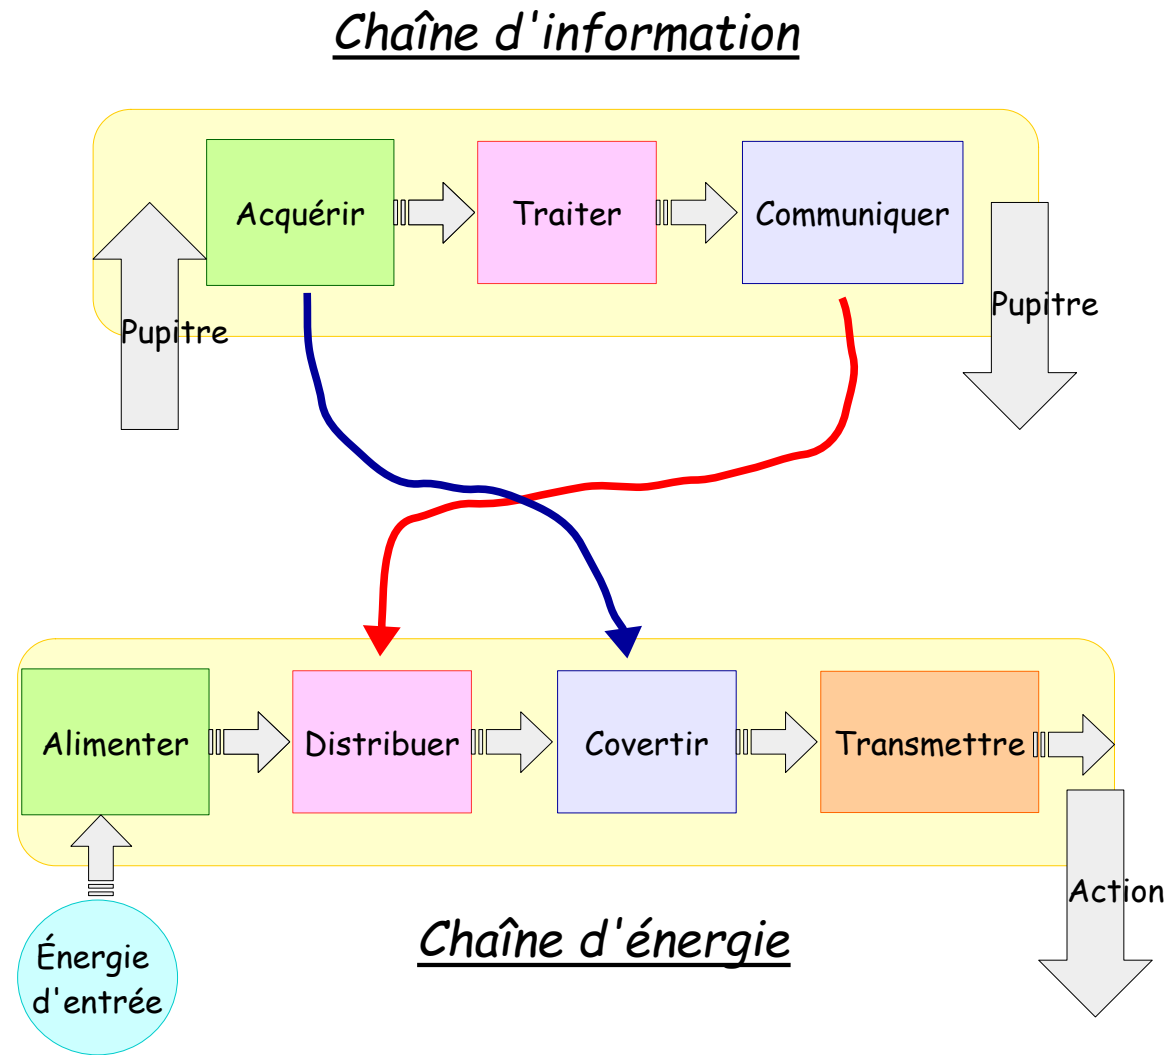 Chaîne d'information
Acquérir
Traiter
Communiquer
Pupitre
Pupitre
Alimenter
Distribuer
Covertir
Transmettre
Action
Chaîne d'énergie
Énergie
d'entrée